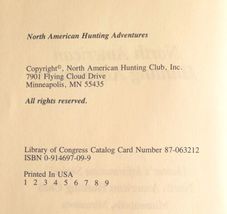 North American Hunting Adventures
Copyright©, North American Hunting Club, Inc.
7901 Flying Cloud Drive
Minneapolis, MN 55435
All rights reserved.
Library of Congress Catalog Card Number 87-063212
ISBN 0-914697-09-9
Printed in USA
1 2 3 4 5 6 7 8 9